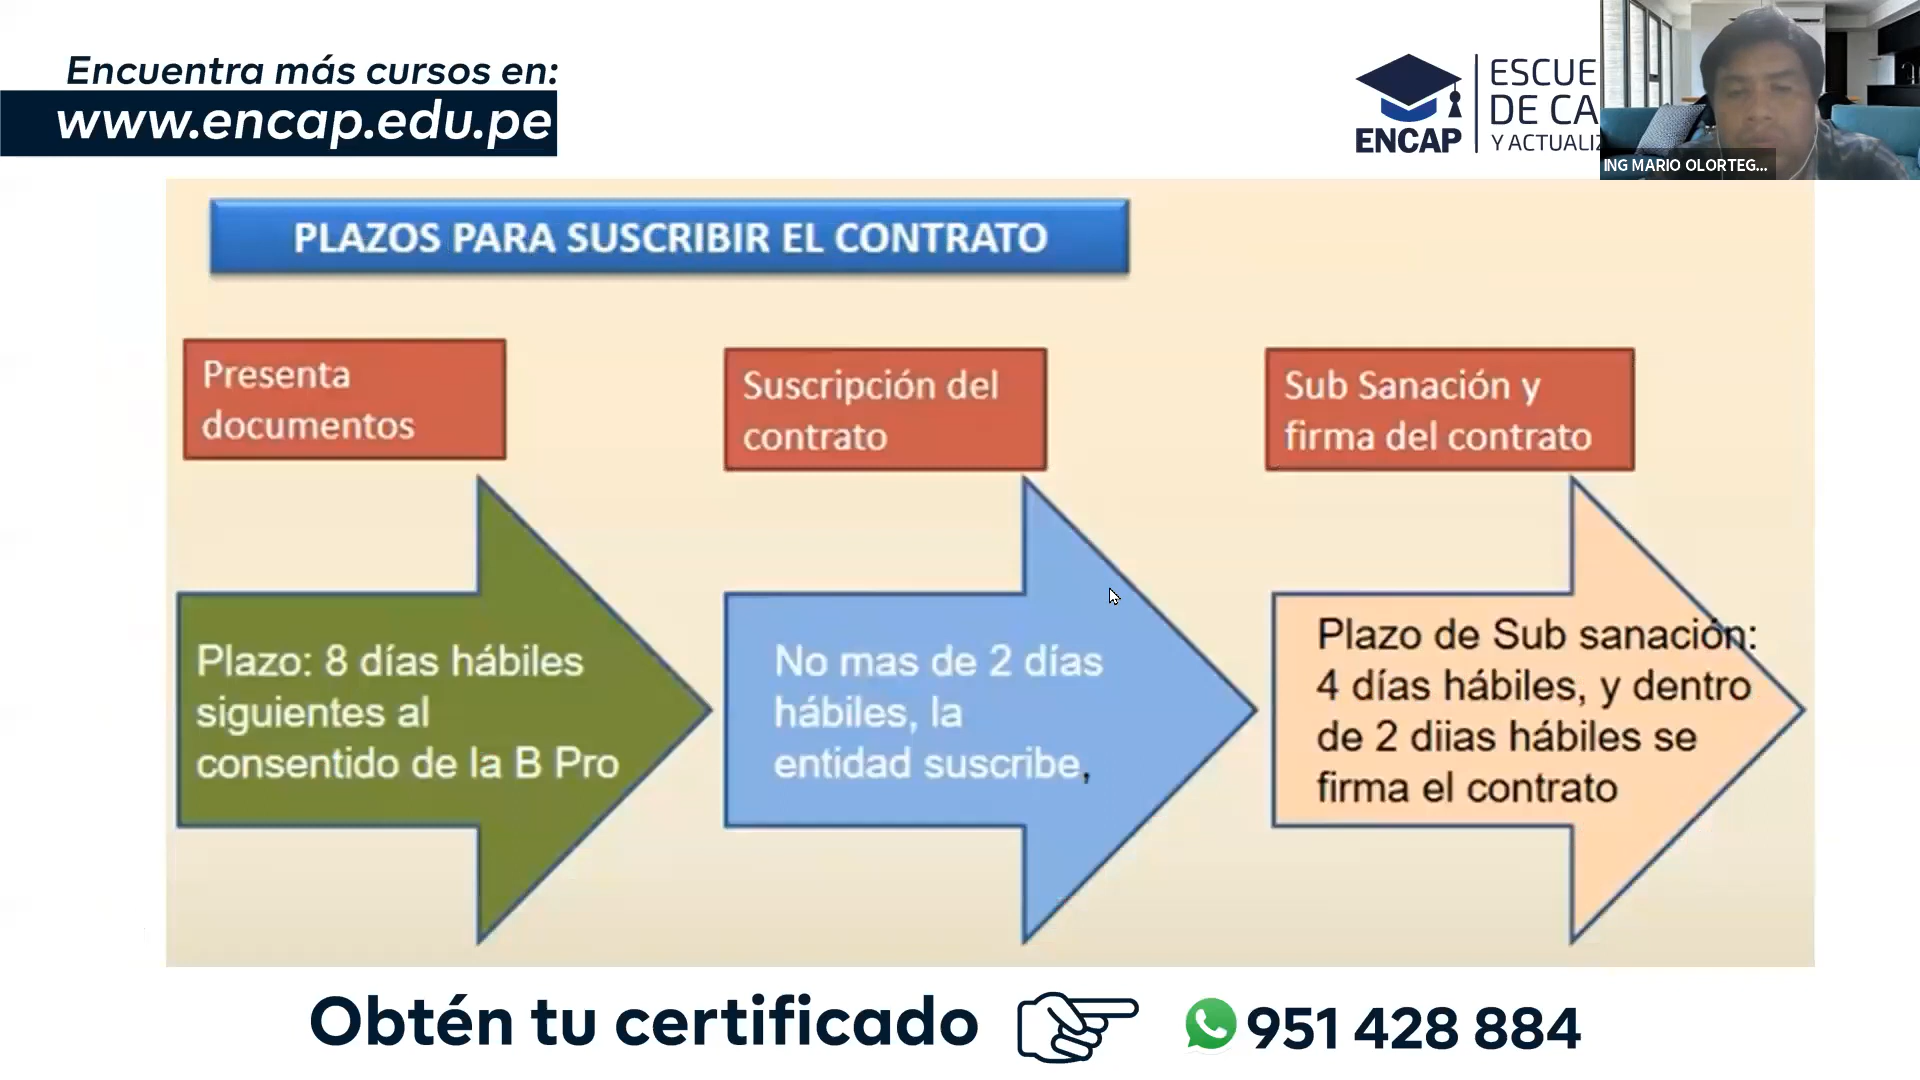 Encuentra más cursos en:
www.encap.edu.pe
ENCAP
ESCUE
DE CA
Y ACTUALIZ
ING MARIO OLORTEG...
PLAZOS PARA SUSCRIBIR EL CONTRATO
Presenta
documentos
Suscripción del
contrato
Sub Sanación y
firma del contrato
Plazo: 8 días hábiles
siguientes al
consentido de la B Pro
No mas de 2 días
hábiles, la
entidad suscribe,
Plazo de Sub sanación:
4 días hábiles, y dentro
de 2 diias hábiles se
firma el contrato
Obtén tu certificado
951 428 884